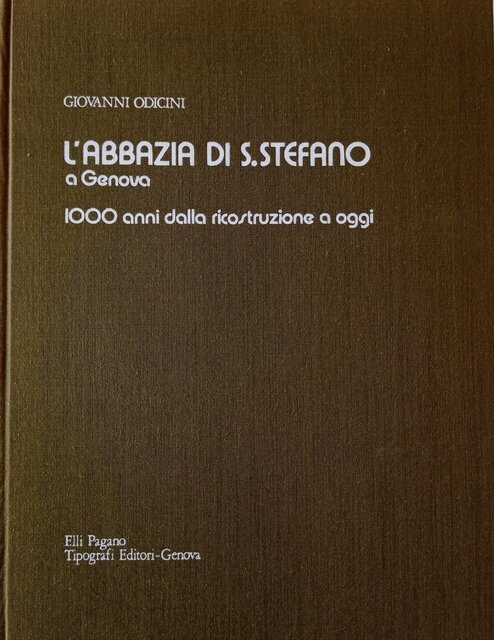 GIOVANNI ODICINI
L'ABBAZIA DI S.STEFANO
a Genova
1000 anni dalla ricostruzione a oggi
F.lli Pagano
Tipografi Editori-Genova